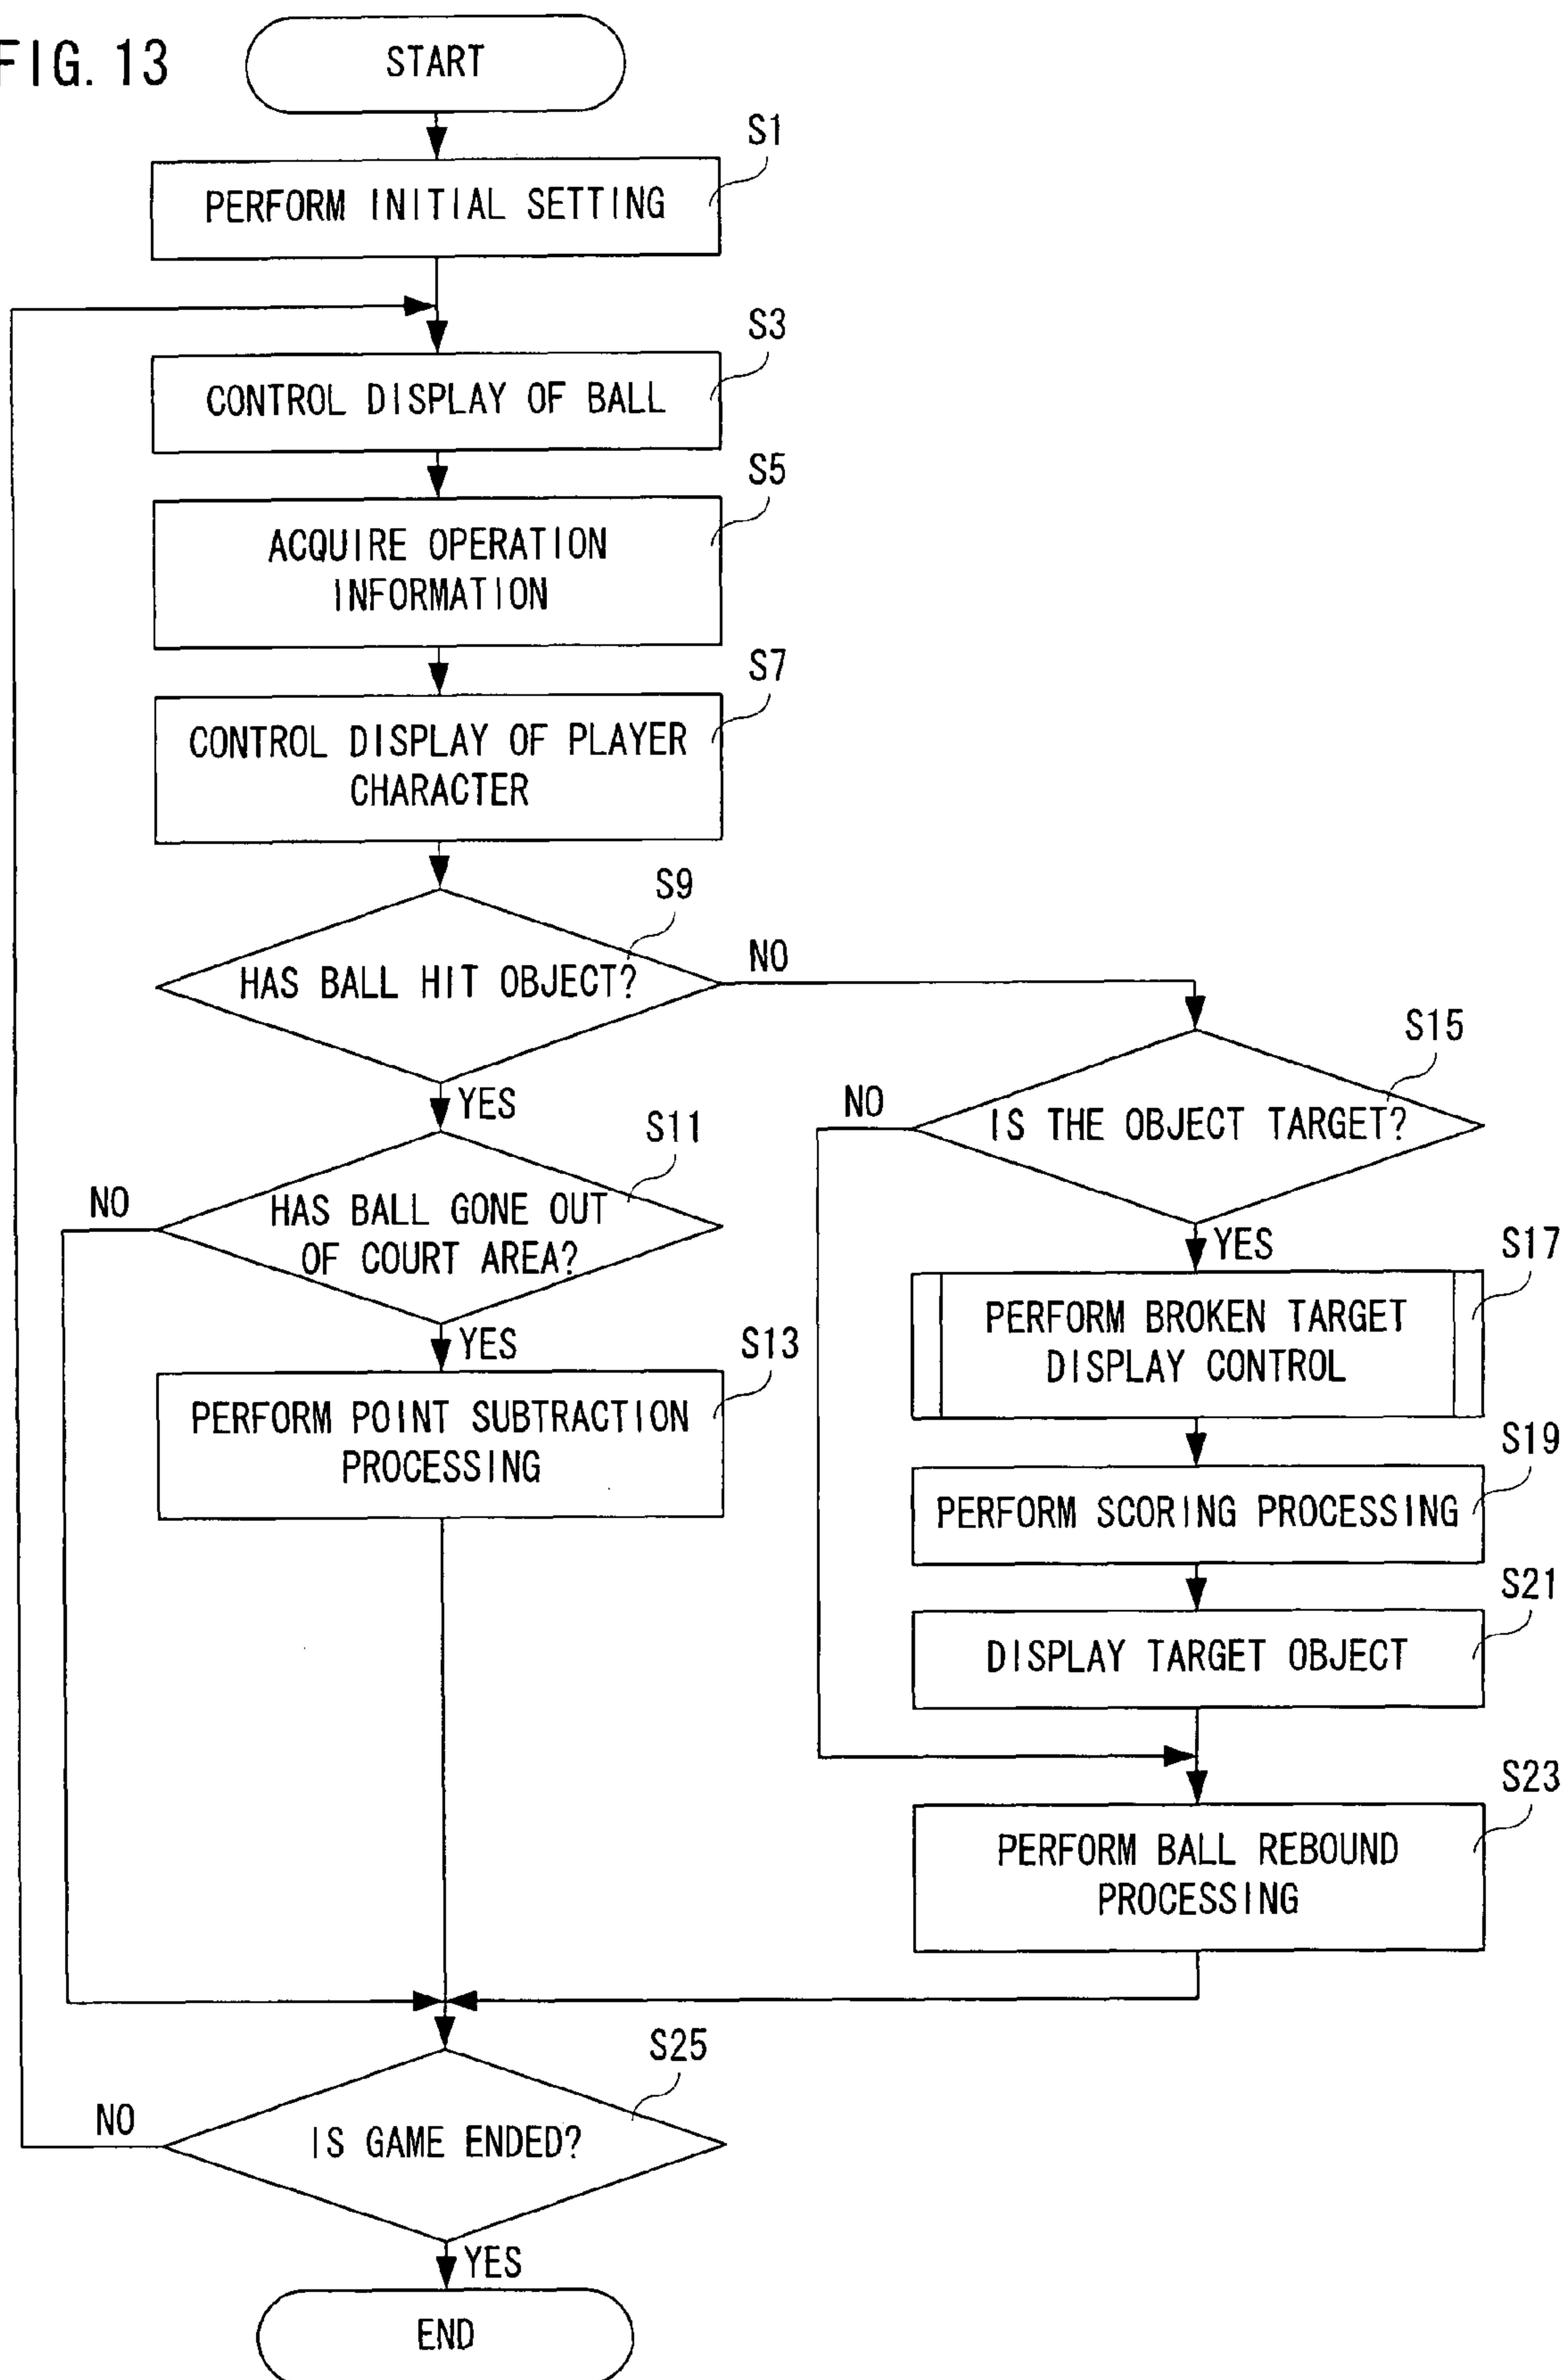 FIG. 13
START
S1
PERFORM INITIAL SETTING
S3
CONTROL DISPLAY OF BALL
S5
ACQUIRE OPERATION
INFORMATION
S7
CONTROL DISPLAY OF PLAYER
CHARACTER
S9
HAS BALL HIT OBJECT?
NO
YES
S11
HAS BALL GONE OUT
OF COURT AREA?
NO
YES
S13
PERFORM POINT SUBTRACTION
PROCESSING
S15
IS THE OBJECT TARGET?
NO
YES
S17
PERFORM BROKEN TARGET
DISPLAY CONTROL
S19
PERFORM SCORING PROCESSING
S21
DISPLAY TARGET OBJECT
S23
PERFORM BALL REBOUND
PROCESSING
S25
IS GAME ENDED?
NO
YES
END